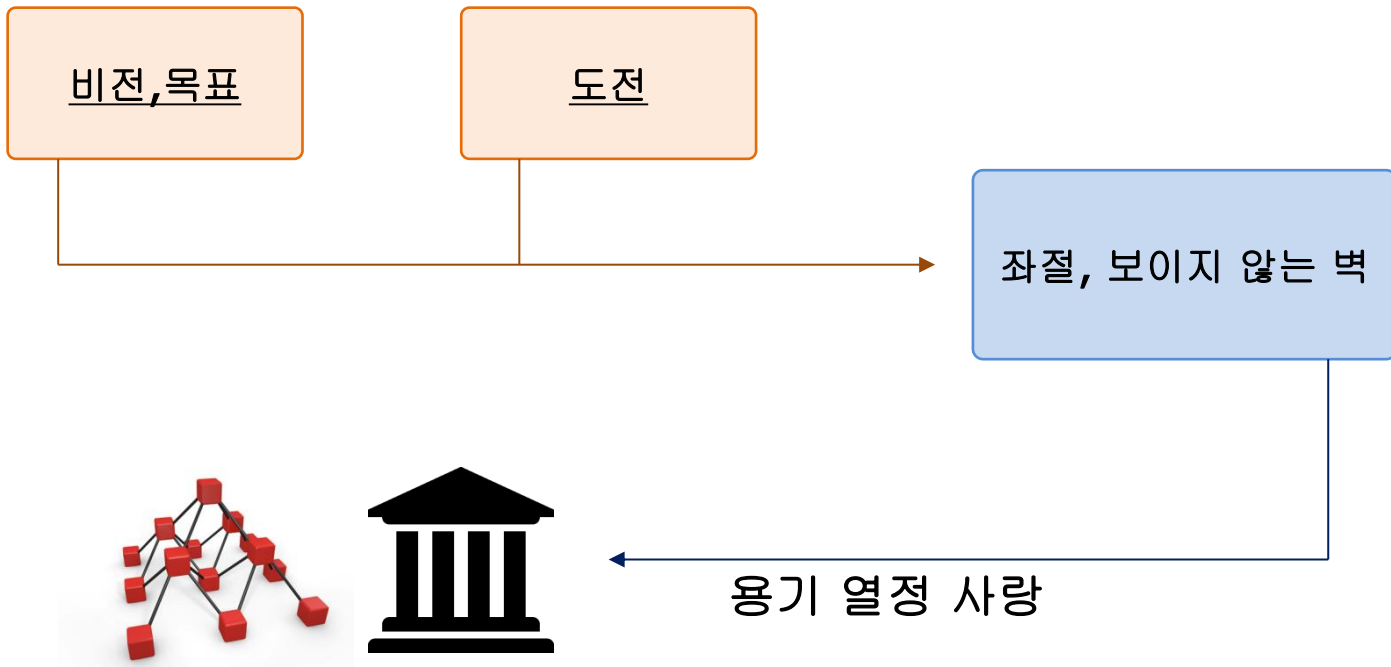 비전,목표
도전
좌절, 보이지 않는 벽
용기 열정 사랑